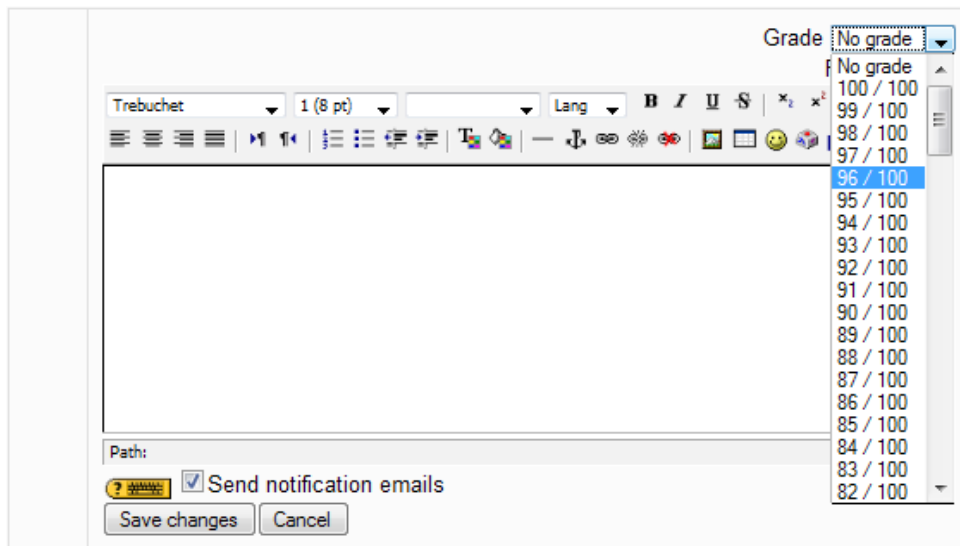 Grade No grade
F No grade
100 / 100
Trebuchet 1 (8 pt) Lang B I U S x₂ x²
99 / 100
98 / 100
97 / 100
96 / 100
95 / 100
94 / 100
93 / 100
92 / 100
91 / 100
90 / 100
89 / 100
88 / 100
87 / 100
86 / 100
85 / 100
84 / 100
Path:
83 / 100
Send notification emails
82 / 100
Save changes Cancel